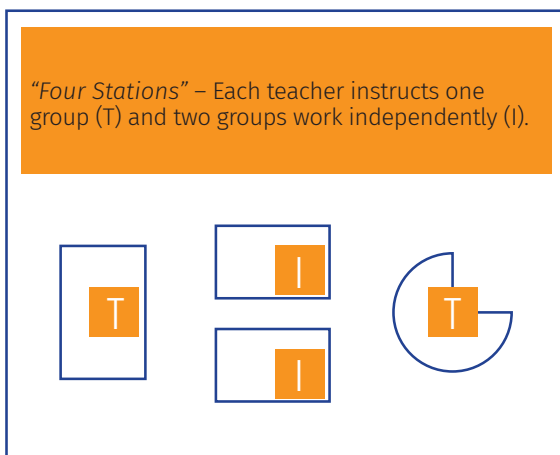 “Four Stations” – Each teacher instructs one
group (T) and two groups work independently (I).
T
I
I
T